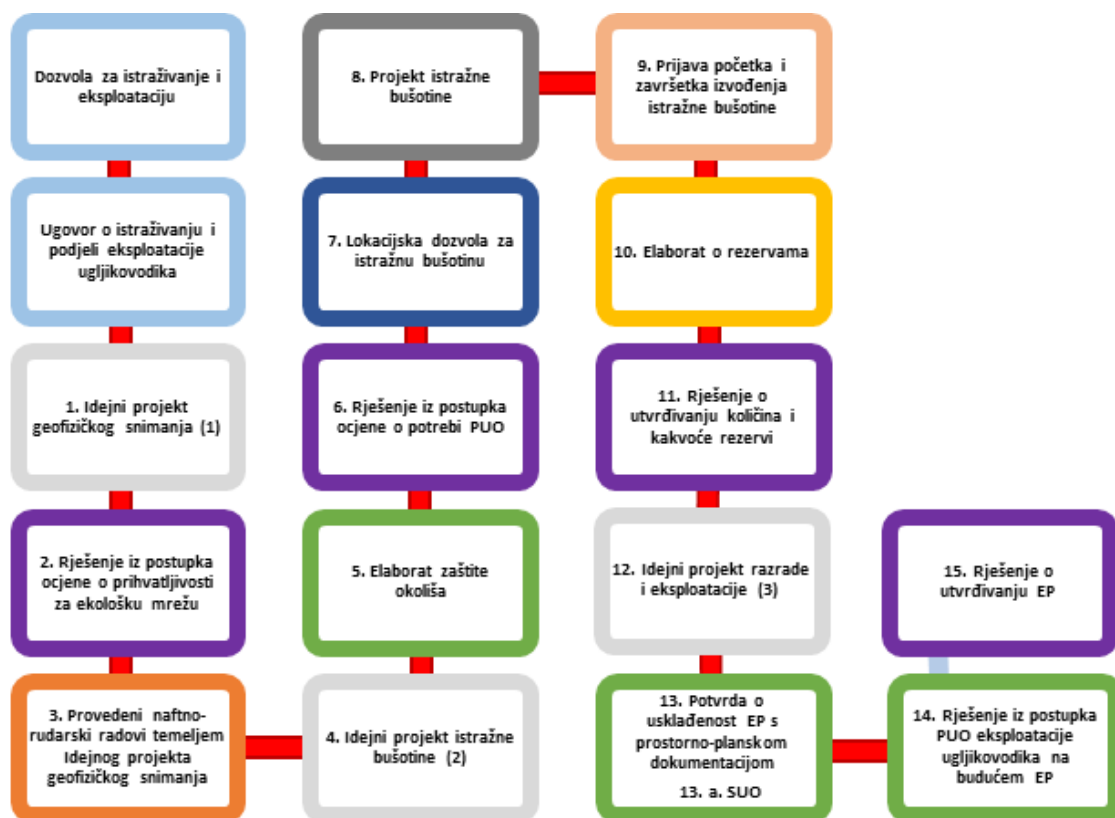 Dozvola za istraživanje i
eksploataciju
Ugovor o istraživanju i
podjeli eksploatacije
ugljikovodika
1. Idejni projekt
geofizičkog snimanja (1)
2. Rješenje iz postupka
ocjene o prihvatljivosti
za ekološku mrežu
3. Provedeni naftno-
rudarski radovi temeljem
Idejnog projekta
geofizičkog snimanja
4. Idejni projekt istražne
bušotine (2)
5. Elaborat zaštite
okoliša
6. Rješenje iz postupka
ocjene o potrebi PUO
7. Lokacijska dozvola za
istražnu bušotinu
8. Projekt istražne
bušotine
9. Prijava početka i
završetka izvođenja
istražne bušotine
10. Elaborat o rezervama
11. Rješenje o
utvrđivanju količina i
kakvoće rezervi
12. Idejni projekt razrade
i eksploatacije (3)
13. Potvrda o
usklađenost EP s
prostorno-planskom
dokumentacijom
13. a. SUO
14. Rješenje iz postupka
PUO eksploatacije
ugljikovodika na
budućem EP
15. Rješenje o
utvrđivanju EP